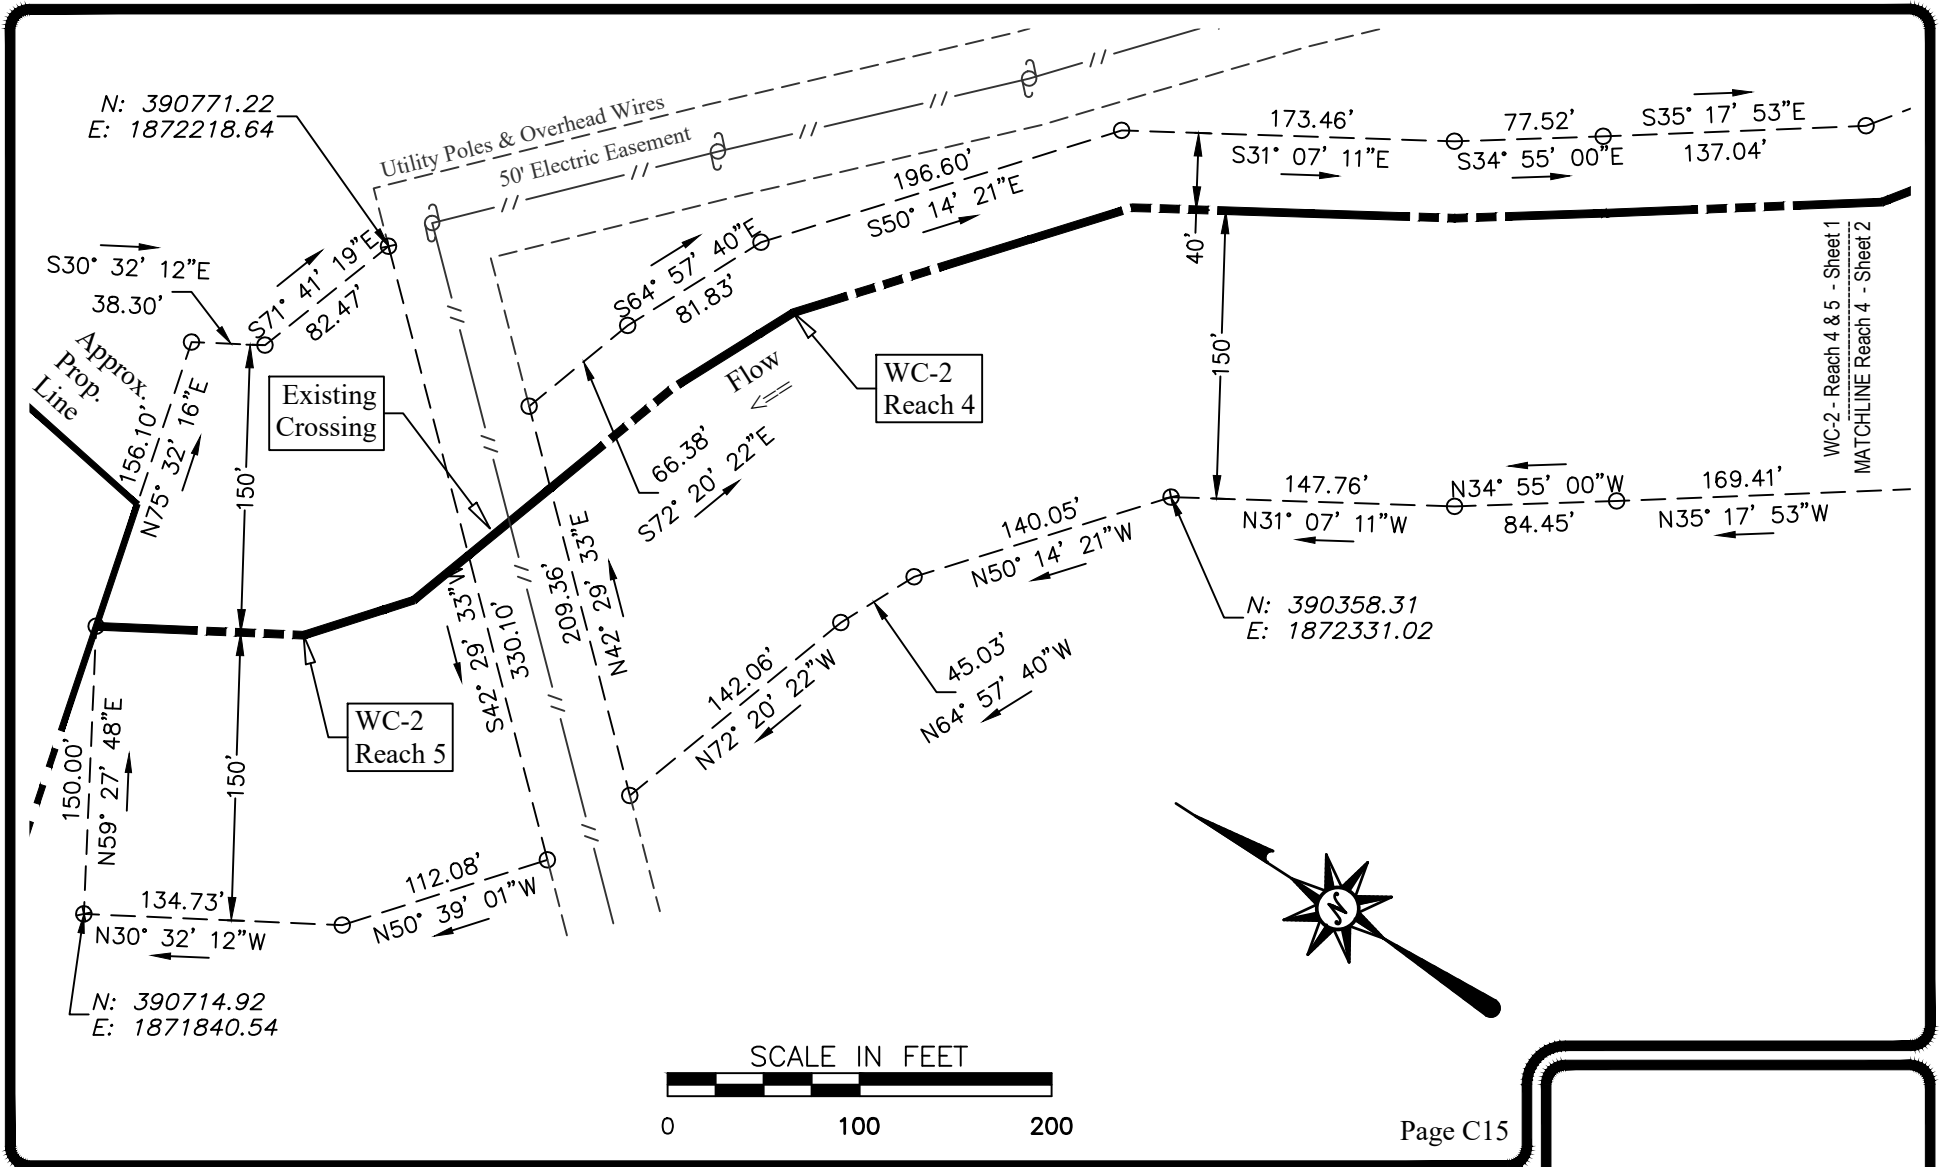 N: 390771.22
E: 1872218.64
Utility Poles & Overhead Wires
50' Electric Easement
173.46'
S31° 07' 11"E
77.52'
S34° 55' 00"E
S35° 17' 53"E
137.04'
196.60'
S50° 14' 21"E
S64° 57' 40"E
81.83'
S30° 32' 12"E
38.30'
S71° 41' 19"E
82.47'
Approx.
Prop.
Line
156.10'
N75° 32' 16"E
150'
Existing
Crossing
Flow
WC-2
Reach 4
40'
150'
WC-2 - Reach 4 & 5 - Sheet 1
MATCHLINE Reach 4 - Sheet 2
66.38'
S72° 20' 22"E
147.76'
N31° 07' 11"W
N34° 55' 00"W
84.45'
169.41'
N35° 17' 53"W
140.05'
N50° 14' 21"W
N: 390358.31
E: 1872331.02
S42° 29' 33"W
330.10'
209.36'
N42° 29' 33"E
45.03'
N64° 57' 40"W
142.06'
N72° 20' 22"W
WC-2
Reach 5
150.00'
N59° 27' 48"E
150'
112.08'
N50° 39' 01"W
134.73'
N30° 32' 12"W
N: 390714.92
E: 1871840.54
N
SCALE IN FEET
0 100 200
Page C15